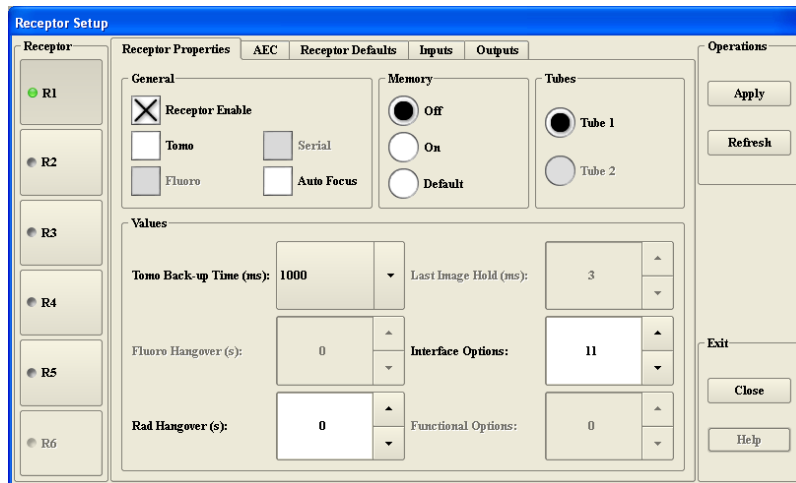 Receptor Setup
Receptor
R1
R2
R3
R4
R5
R6
Receptor Properties AEC Receptor Defaults Inputs Outputs
General
Receptor Enable
Tomo Serial
Fluoro Auto Focus
Memory
Off
On
Default
Tubes
Tube 1
Tube 2
Values
Tomo Back-up Time (ms): 1000 Last Image Hold (ms): 3
Fluoro Hangover (s): 0 Interface Options: 11
Rad Hangover (s): 0 Functional Options: 0
Operations
Apply
Refresh
Exit
Close
Help